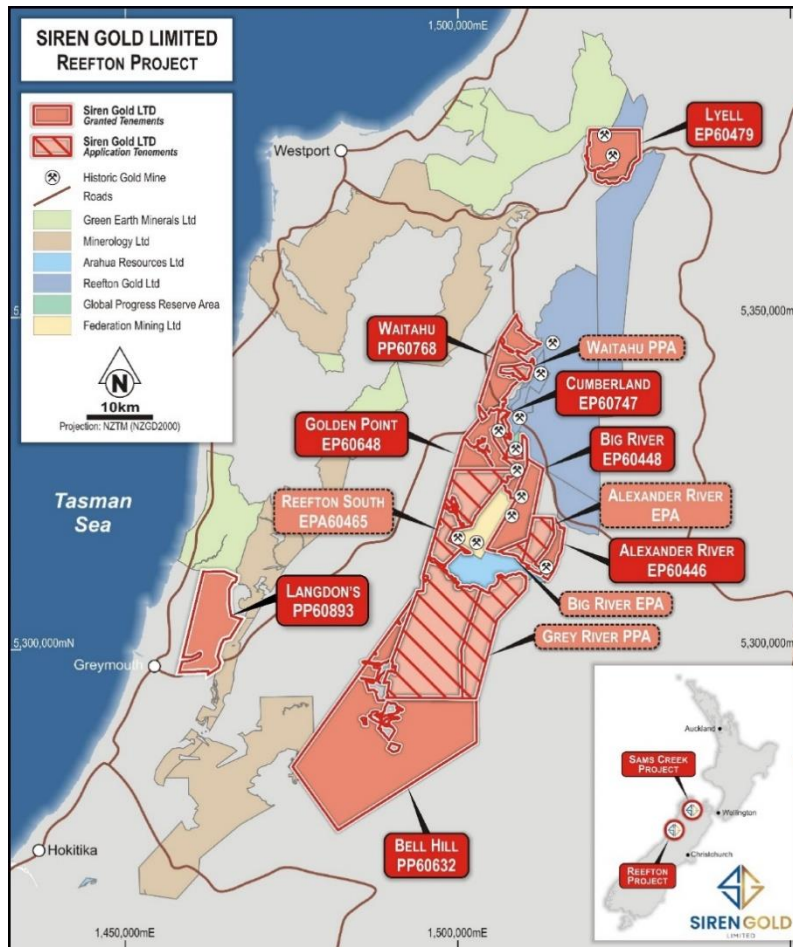 SIREN GOLD LIMITED
REEFTON PROJECT
Siren Gold LTD
Granted Tenements
Siren Gold LTD
Application Tenements
Historic Gold Mine
Roads
Green Earth Minerals Ltd
Minerology Ltd
Arahua Resources Ltd
Reefton Gold Ltd
Global Progress Reserve Area
Federation Mining Ltd
N
10km
Projection: NZTM (NZGD2000)
1,500,000mE
LYELL
EP60479
Westport
5,350,000mN
WAITAHU
PP60768
WAITAHU PPA
CUMBERLAND
EP60747
GOLDEN POINT
EP60648
BIG RIVER
EP60448
REEFTON SOUTH
EPA60465
ALEXANDER RIVER
EPA
Tasman
Sea
ALEXANDER RIVER
EP60446
LANGDON'S
PP60893
BIG RIVER EPA
GREY RIVER PPA
5,300,000mN
Greymouth
BELL HILL
PP60632
Hokitika
1,450,000mE
1,500,000mE
Auckland
SAMS CREEK
PROJECT
Wellington
Christchurch
REEFTON
PROJECT
SIREN GOLD
LIMITED